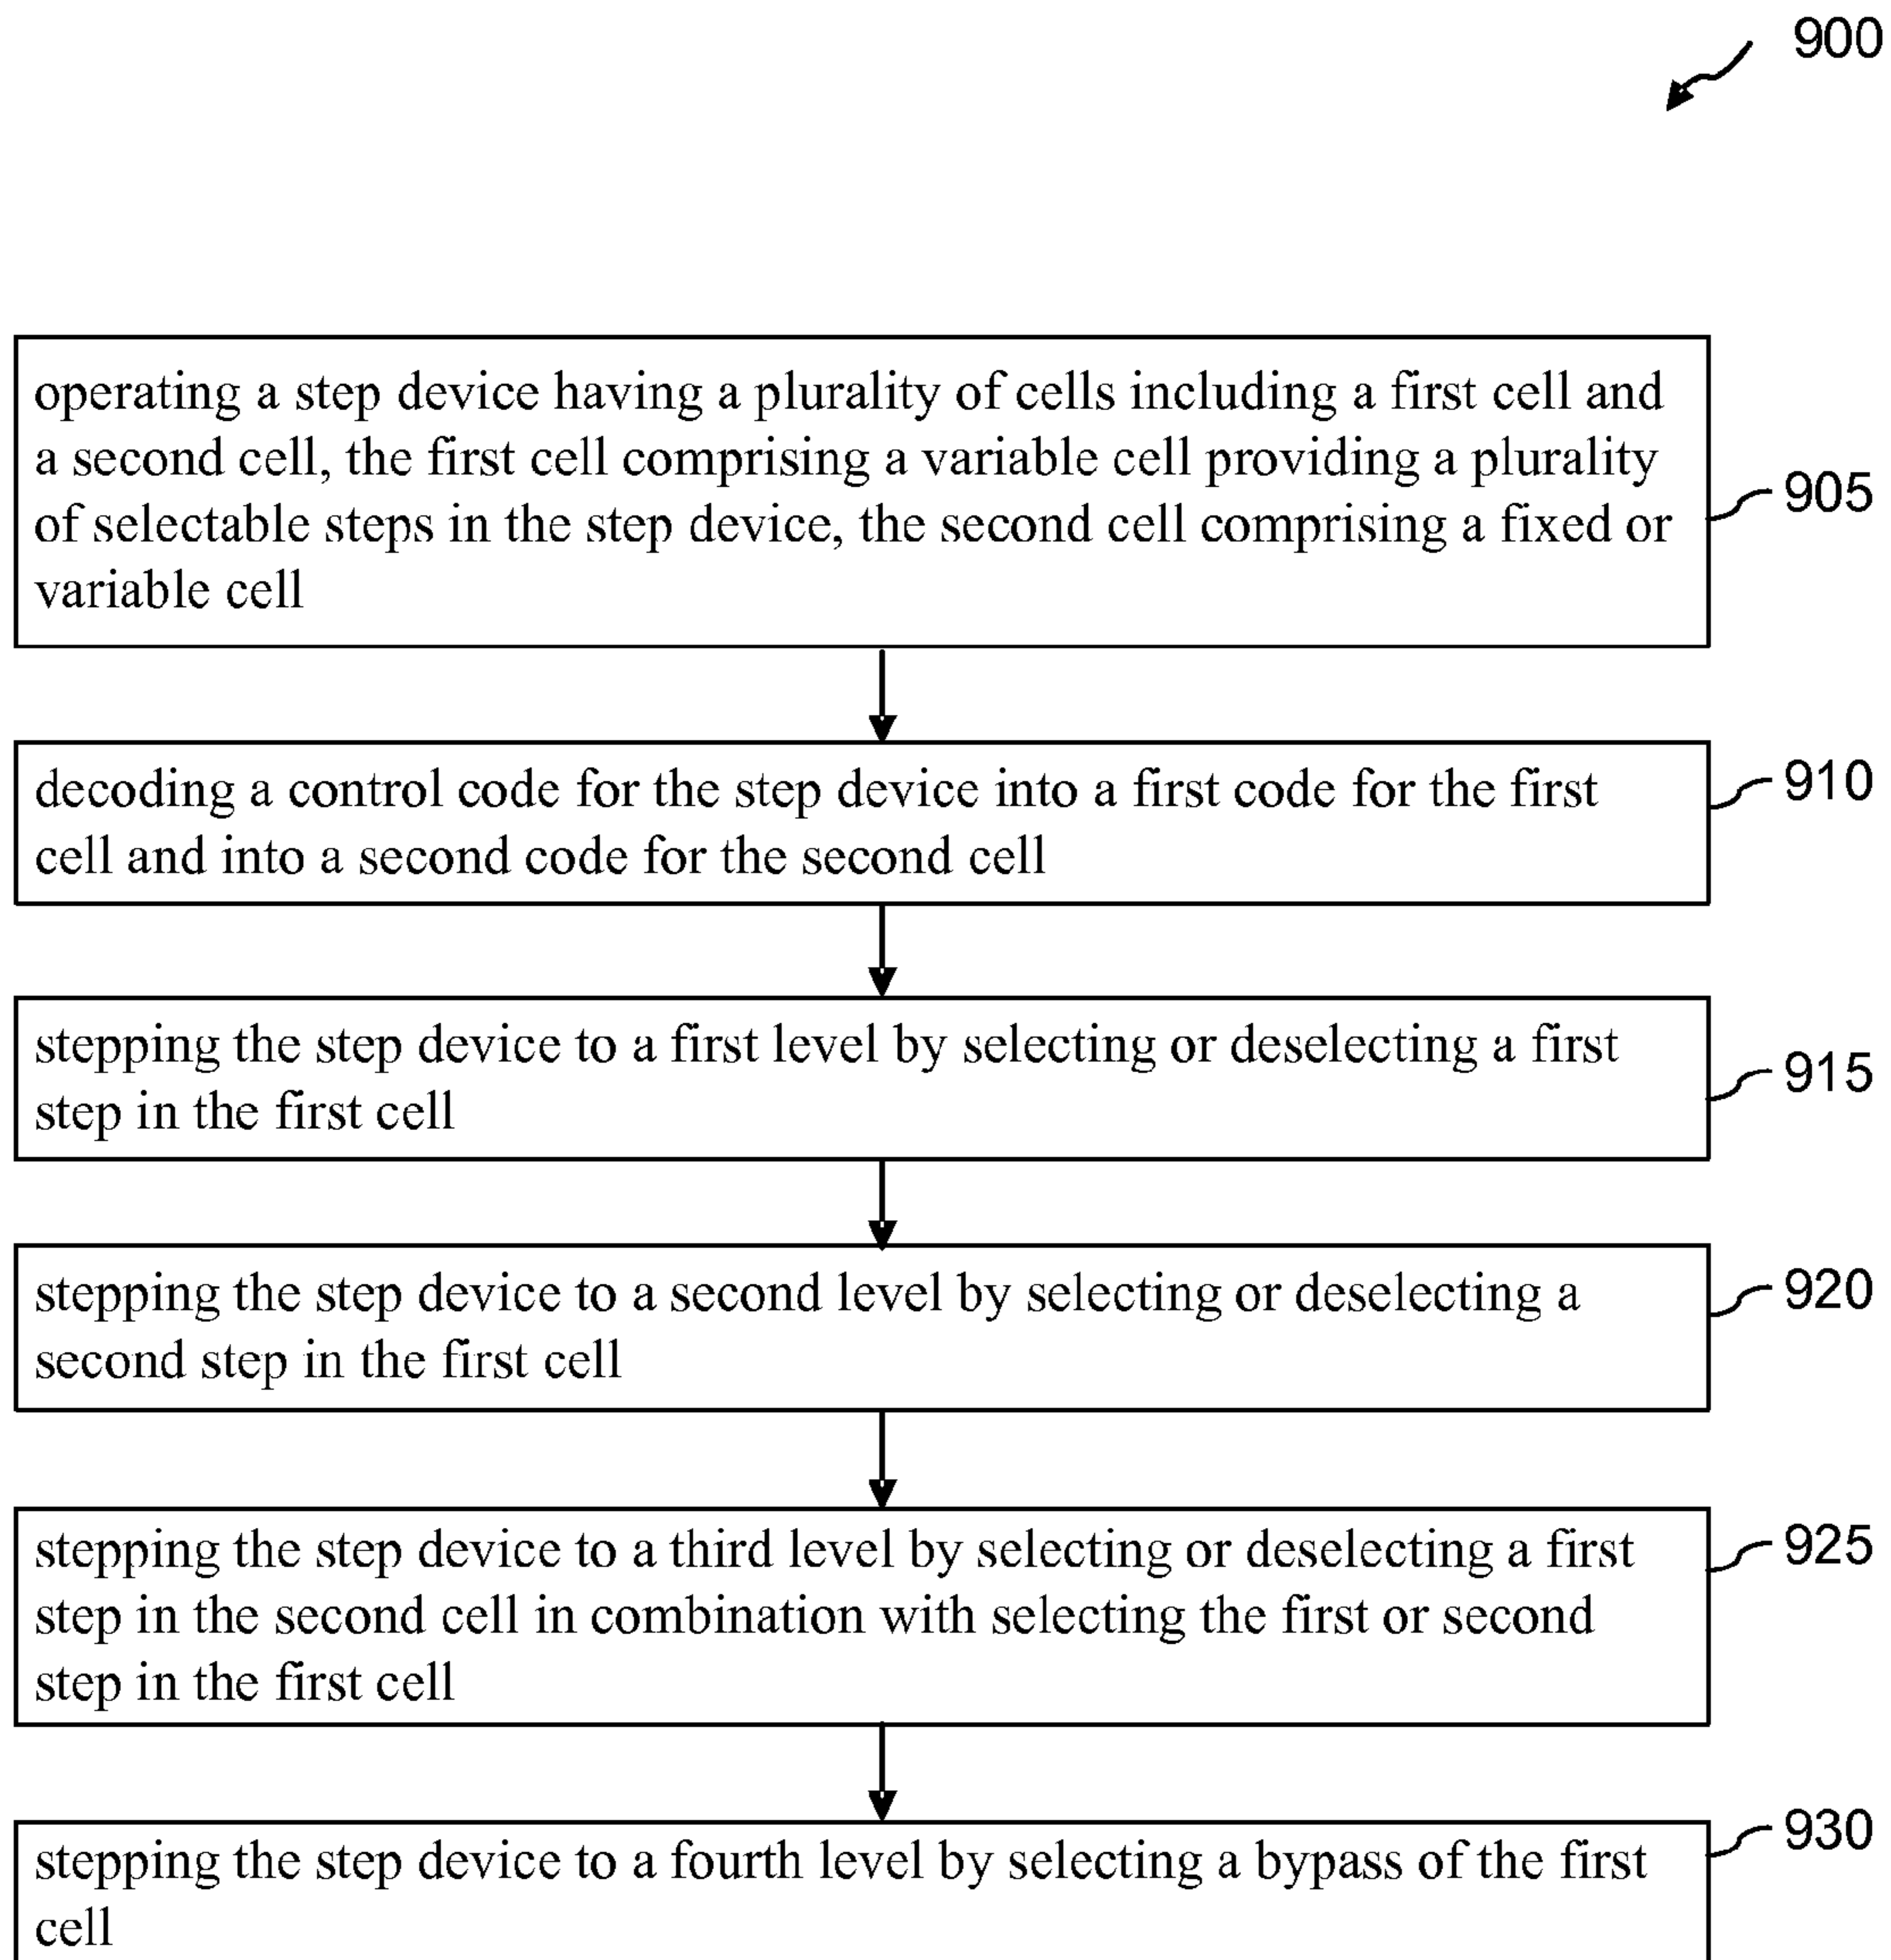 900
operating a step device having a plurality of cells including a first cell and
a second cell, the first cell comprising a variable cell providing a plurality
of selectable steps in the step device, the second cell comprising a fixed or
variable cell
905
decoding a control code for the step device into a first code for the first
cell and into a second code for the second cell
910
stepping the step device to a first level by selecting or deselecting a first
step in the first cell
915
stepping the step device to a second level by selecting or deselecting a
second step in the first cell
920
stepping the step device to a third level by selecting or deselecting a first
step in the second cell in combination with selecting the first or second
step in the first cell
925
stepping the step device to a fourth level by selecting a bypass of the first
cell
930